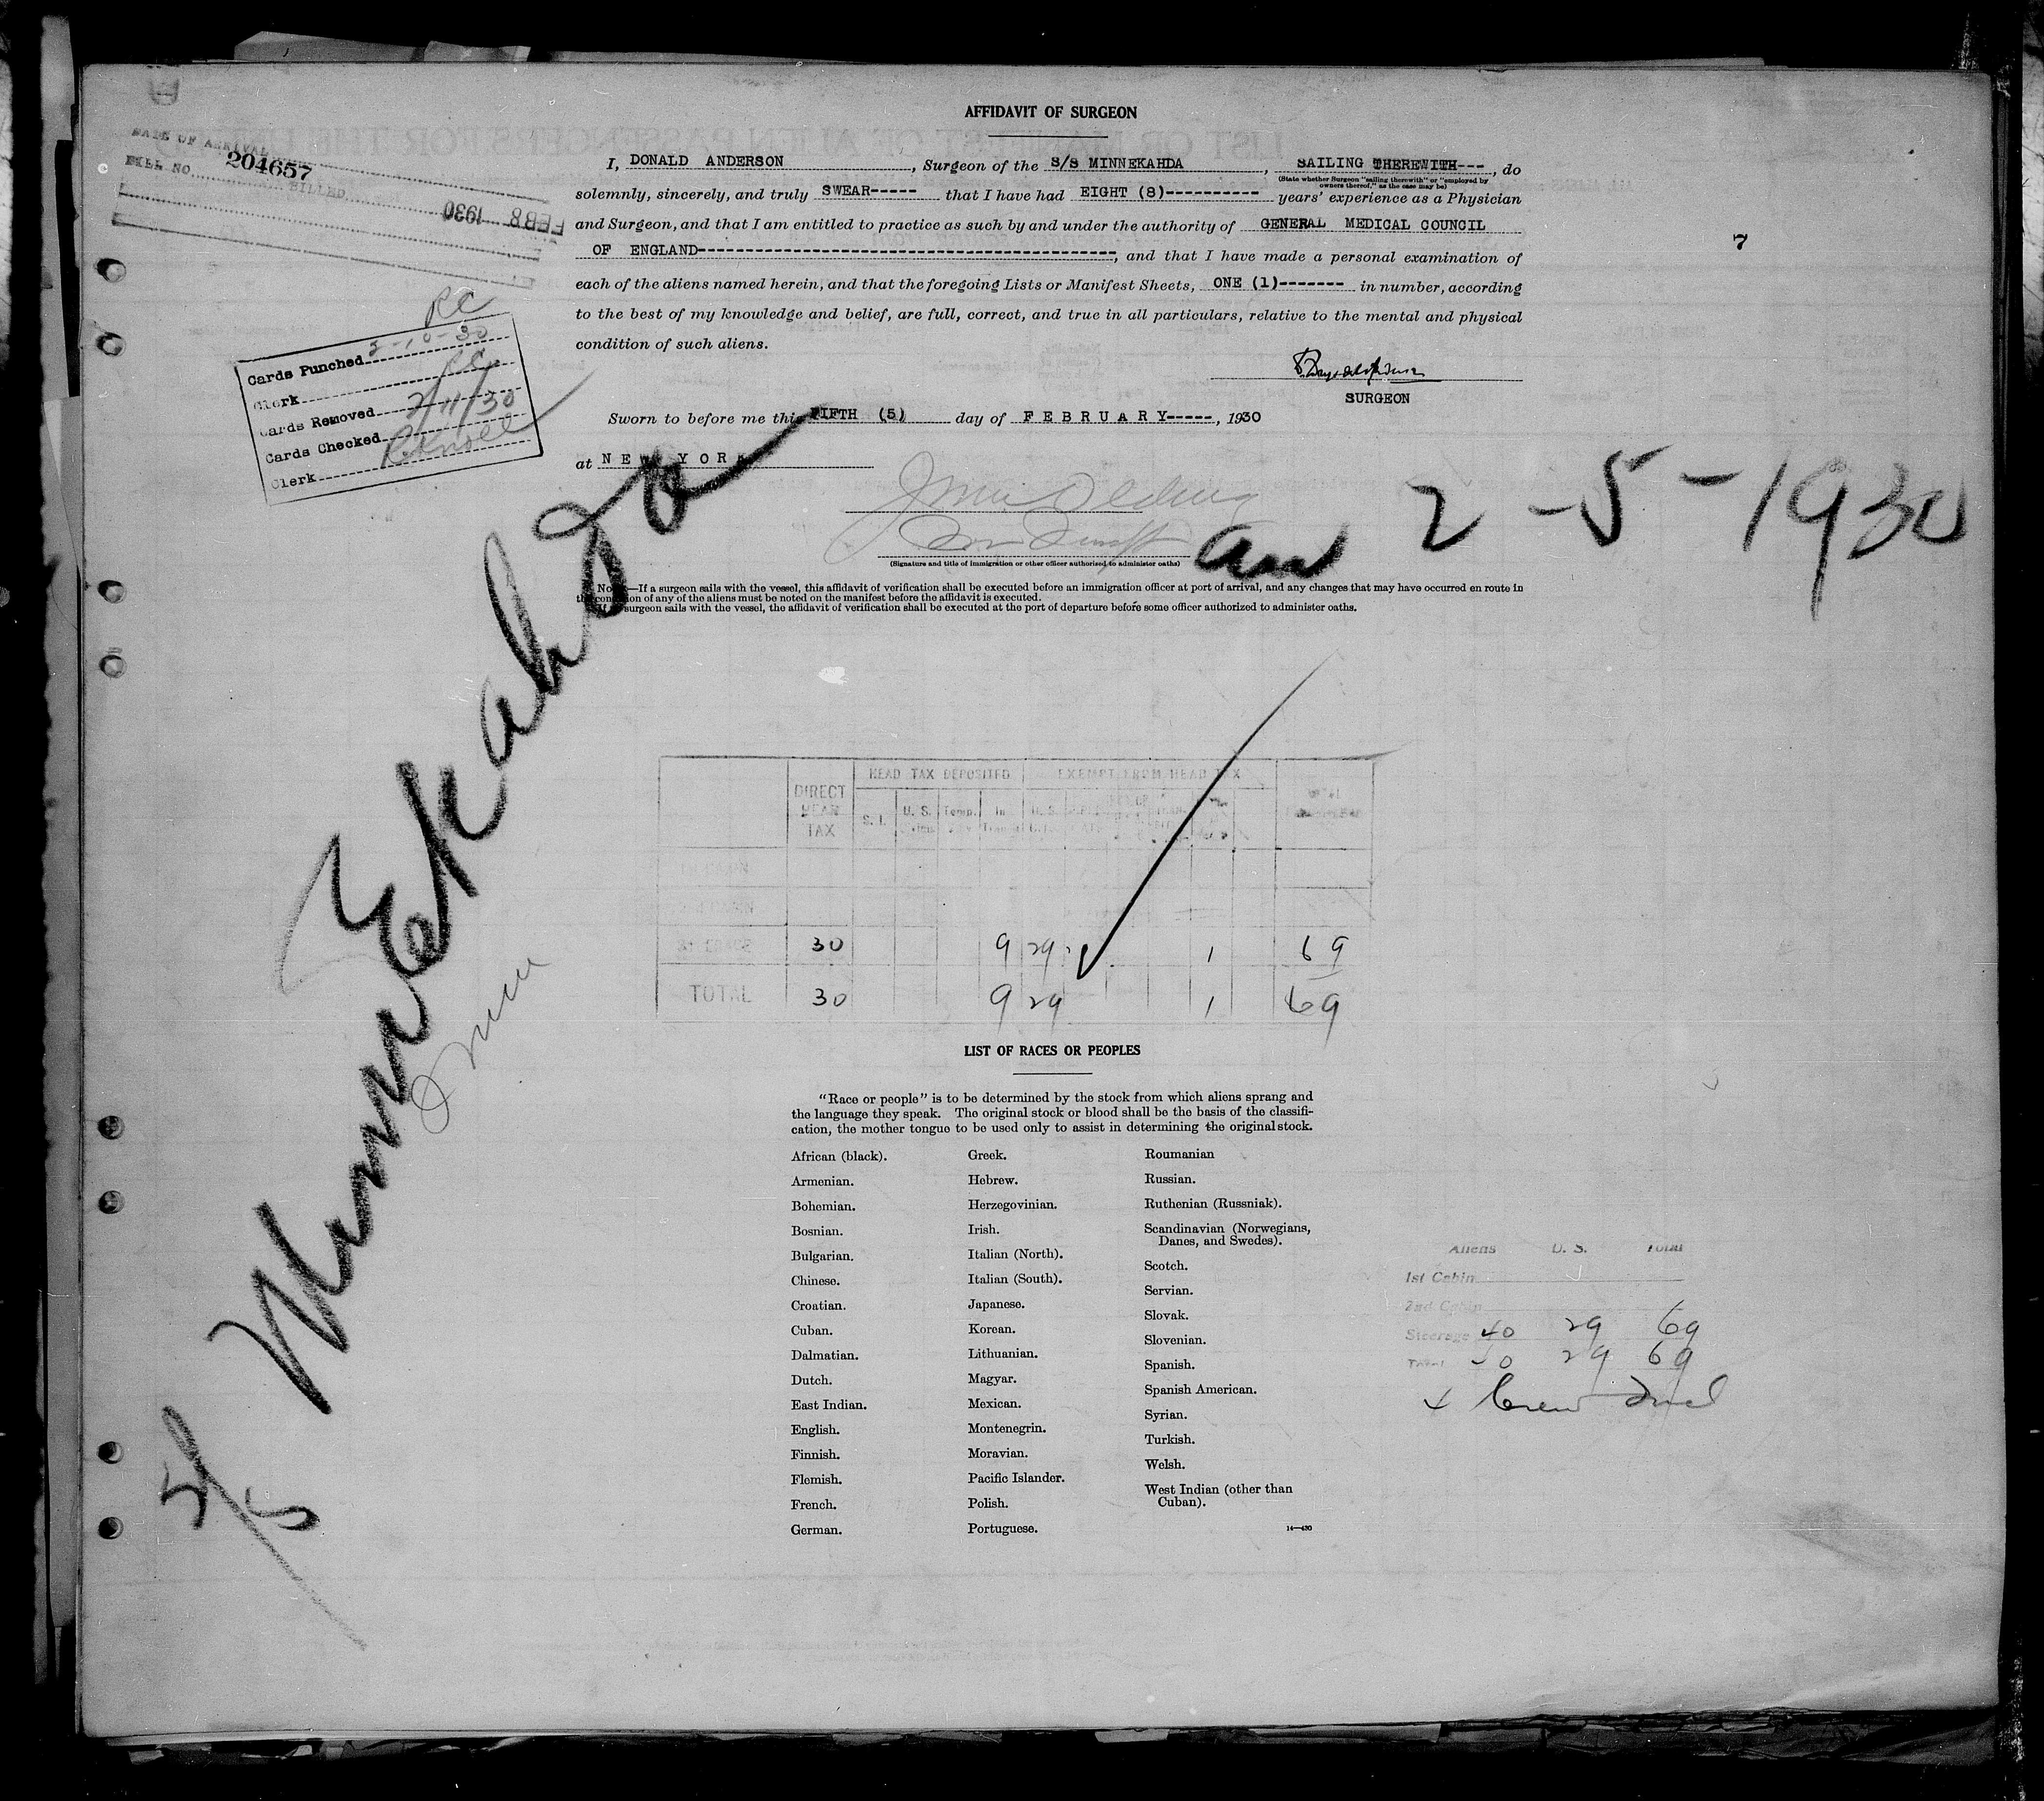 AFFIDAVIT OF SURGEON
DATE OF ARRIVAL
BILL NO. 204657
BILLED
FEB 8 1930
I, DONALD ANDERSON, Surgeon of the S/S MINNEKAHDA, SAILING THEREWITH---, do
(State whether Surgeon "sailing therewith" or "employed by
owners thereof," as the case may be)
solemnly, sincerely, and truly SWEAR----- that I have had EIGHT (8)---------- years' experience as a Physician
and Surgeon, and that I am entitled to practice as such by and under the authority of GENERAL MEDICAL COUNCIL
OF ENGLAND------------------------------------------, and that I have made a personal examination of
each of the aliens named herein, and that the foregoing Lists or Manifest Sheets, ONE (1)------- in number, according
to the best of my knowledge and belief, are full, correct, and true in all particulars, relative to the mental and physical
condition of such aliens.
7
SURGEON
Sworn to before me this FIFTH (5) day of FEBRUARY-----, 1930
at NEW YORK
RC
Cards Punched 2-10-30
Clerk
Cards Removed 2/11/30
Cards Checked
Clerk
2-5-1930
(Signature and title of immigration or other officer authorized to administer oaths)
NOTE.—If a surgeon sails with the vessel, this affidavit of verification shall be executed before an immigration officer at port of arrival, and any changes that may have occurred en route in
the condition of any of the aliens must be noted on the manifest before the affidavit is executed.
surgeon sails with the vessel, the affidavit of verification shall be executed at the port of departure before some officer authorized to administer oaths.
MinnEkahda
HEAD TAX DEPOSITED EXEMPT FROM HEAD TAX
DIRECT HEAD TAX S. I. U. S. Temp. In U. S.
30 9 29 1 69
TOTAL 30 9 29 1 69
LIST OF RACES OR PEOPLES
"Race or people" is to be determined by the stock from which aliens sprang and
the language they speak. The original stock or blood shall be the basis of the classifi-
cation, the mother tongue to be used only to assist in determining the original stock.
African (black).
Armenian.
Bohemian.
Bosnian.
Bulgarian.
Chinese.
Croatian.
Cuban.
Dalmatian.
Dutch.
East Indian.
English.
Finnish.
Flemish.
French.
German.
Greek.
Hebrew.
Herzegovinian.
Irish.
Italian (North).
Italian (South).
Japanese.
Korean.
Lithuanian.
Magyar.
Mexican.
Montenegrin.
Moravian.
Pacific Islander.
Polish.
Portuguese.
Roumanian
Russian.
Ruthenian (Russniak).
Scandinavian (Norwegians,
Danes, and Swedes).
Scotch.
Servian.
Slovak.
Slovenian.
Spanish.
Spanish American.
Syrian.
Turkish.
Welsh.
West Indian (other than
Cuban).
14—430
Aliens U. S. Total
1st Cabin
2nd Cabin
Steerage 40 29 69
Total 40 29 69